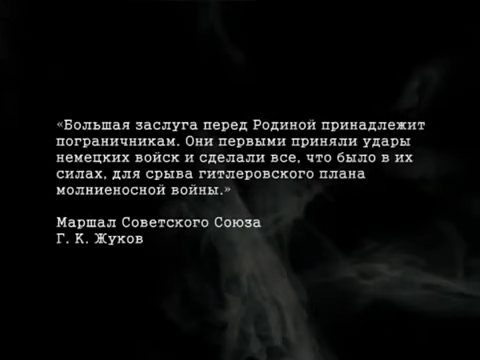 «Большая заслуга перед Родиной принадлежит
пограничникам. Они первыми приняли удары
немецких войск и сделали все, что было в их
силах, для срыва гитлеровского плана
молниеносной войны.»
Маршал Советского Союза
Г. К. Жуков